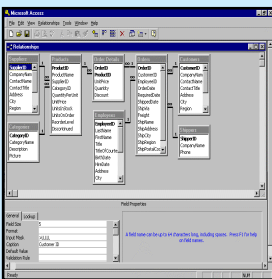 Microsoft Access
File Edit View Relationships Tools Window Help
Relationships
Suppliers
SupplierID
CompanyName
ContactName
ContactTitle
Address
City
Region
Products
ProductID
ProductName
SupplierID
CategoryID
QuantityPerUnit
UnitPrice
UnitsInStock
UnitsOnOrder
ReorderLevel
Discontinued
Order Details
OrderID
ProductID
UnitPrice
Quantity
Discount
Orders
OrderID
CustomerID
EmployeeID
OrderDate
RequiredDate
ShippedDate
ShipVia
Freight
ShipName
ShipAddress
ShipCity
ShipRegion
ShipPostalCo
Customers
CustomerID
CompanyName
ContactName
ContactTitle
Address
City
Region
Categories
CategoryID
CategoryName
Description
Picture
Employees
EmployeeID
LastName
FirstName
Title
TitleOfCourte
BirthDate
HireDate
Address
City
Shippers
ShipperID
CompanyName
Phone
Field Properties
General Lookup
Field Size 5
Format
Input Mask
Caption Customer ID
Default Value
Validation Rule
A field name can be up to 64 characters long, including spaces. Press F1 for help
on field names.
Ready
NUM